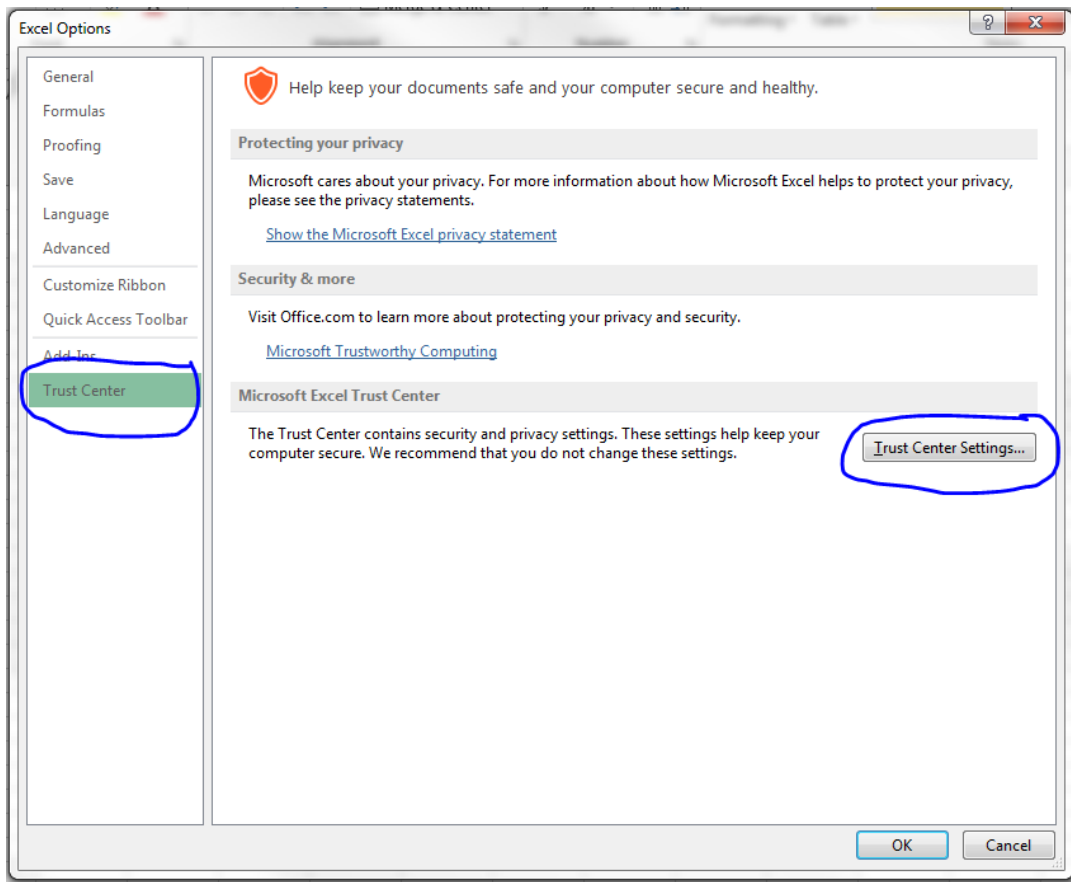 Excel Options
General
Formulas
Proofing
Save
Language
Advanced
Customize Ribbon
Quick Access Toolbar
Add-Ins
Trust Center
Help keep your documents safe and your computer secure and healthy.
Protecting your privacy
Microsoft cares about your privacy. For more information about how Microsoft Excel helps to protect your privacy,
please see the privacy statements.
Show the Microsoft Excel privacy statement
Security & more
Visit Office.com to learn more about protecting your privacy and security.
Microsoft Trustworthy Computing
Microsoft Excel Trust Center
The Trust Center contains security and privacy settings. These settings help keep your
computer secure. We recommend that you do not change these settings.
Trust Center Settings...
OK
Cancel